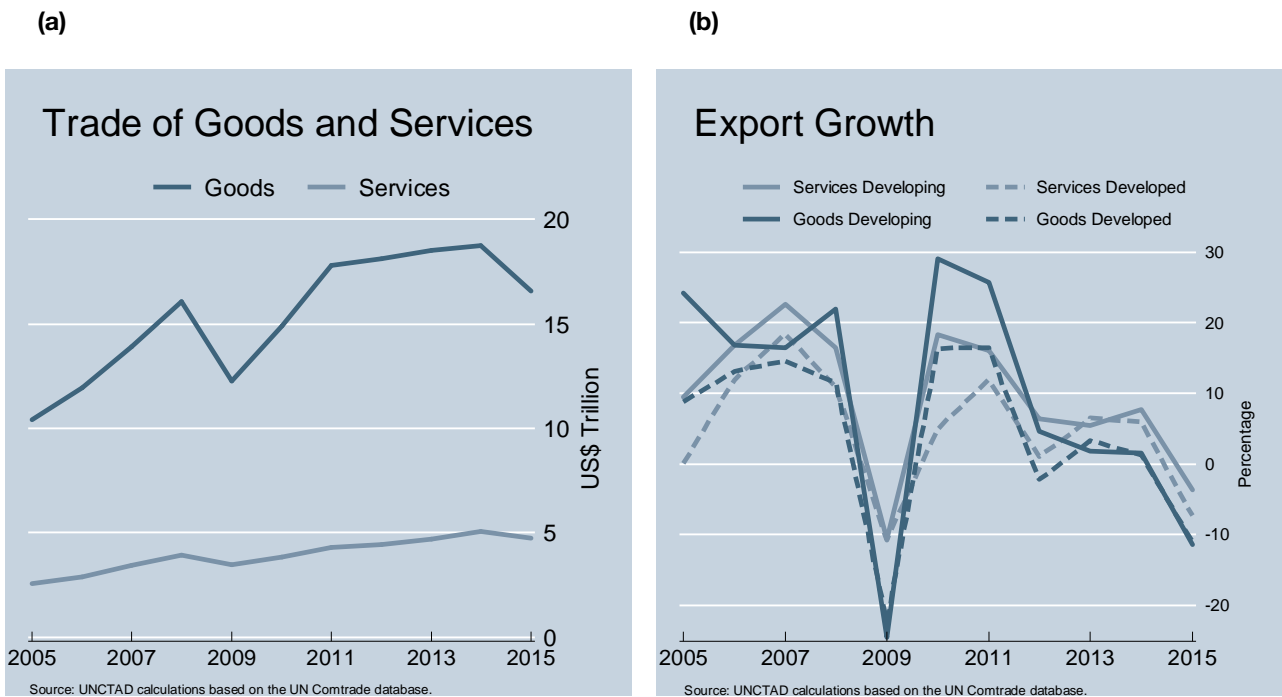 (a)
Trade of Goods and Services
Goods Services
20
15
10
5
0
US$ Trillion
2005 2007 2009 2011 2013 2015
Source: UNCTAD calculations based on the UN Comtrade database.
(b)
Export Growth
Services Developing Services Developed
Goods Developing Goods Developed
30
20
10
0
-10
-20
Percentage
2005 2007 2009 2011 2013 2015
Source: UNCTAD calculations based on the UN Comtrade database.